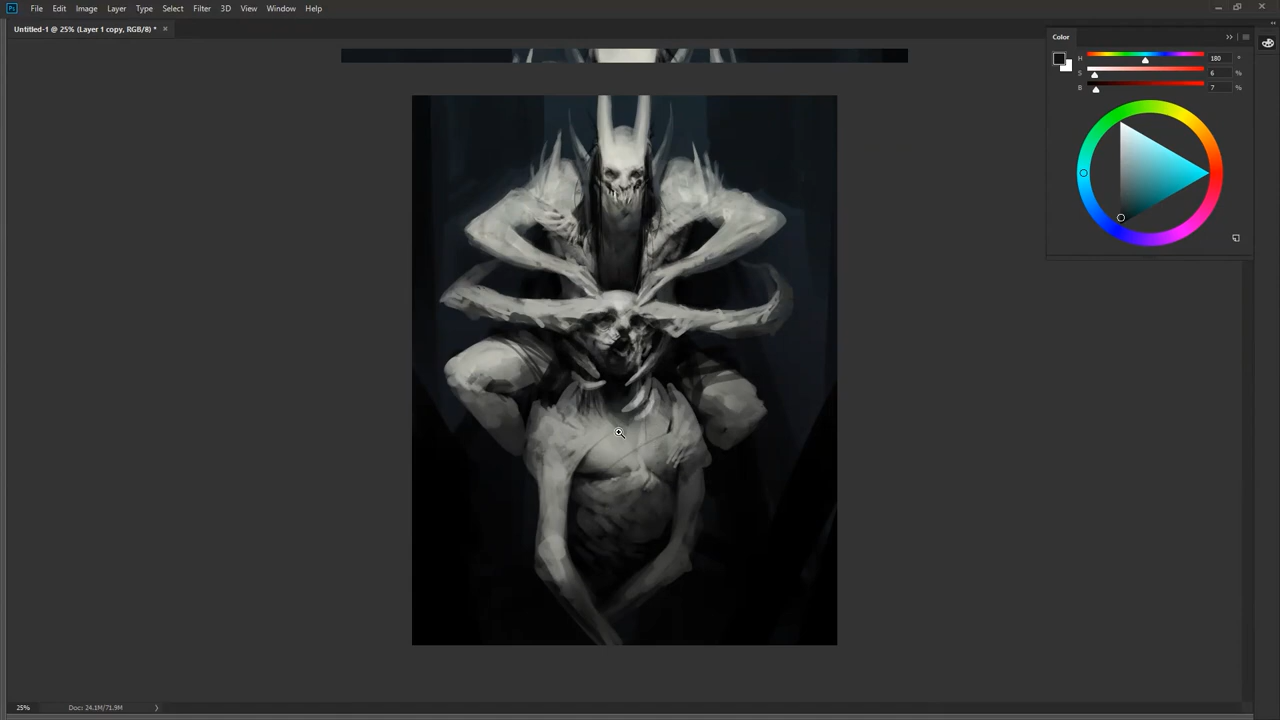 Ps File Edit Image Layer Type Select Filter 3D View Window Help
Untitled-1 @ 25% (Layer 1 copy, RGB/8) * ×
Color
H 180 °
S 6 %
B 7 %
25% Doc: 24.1M/71.9M